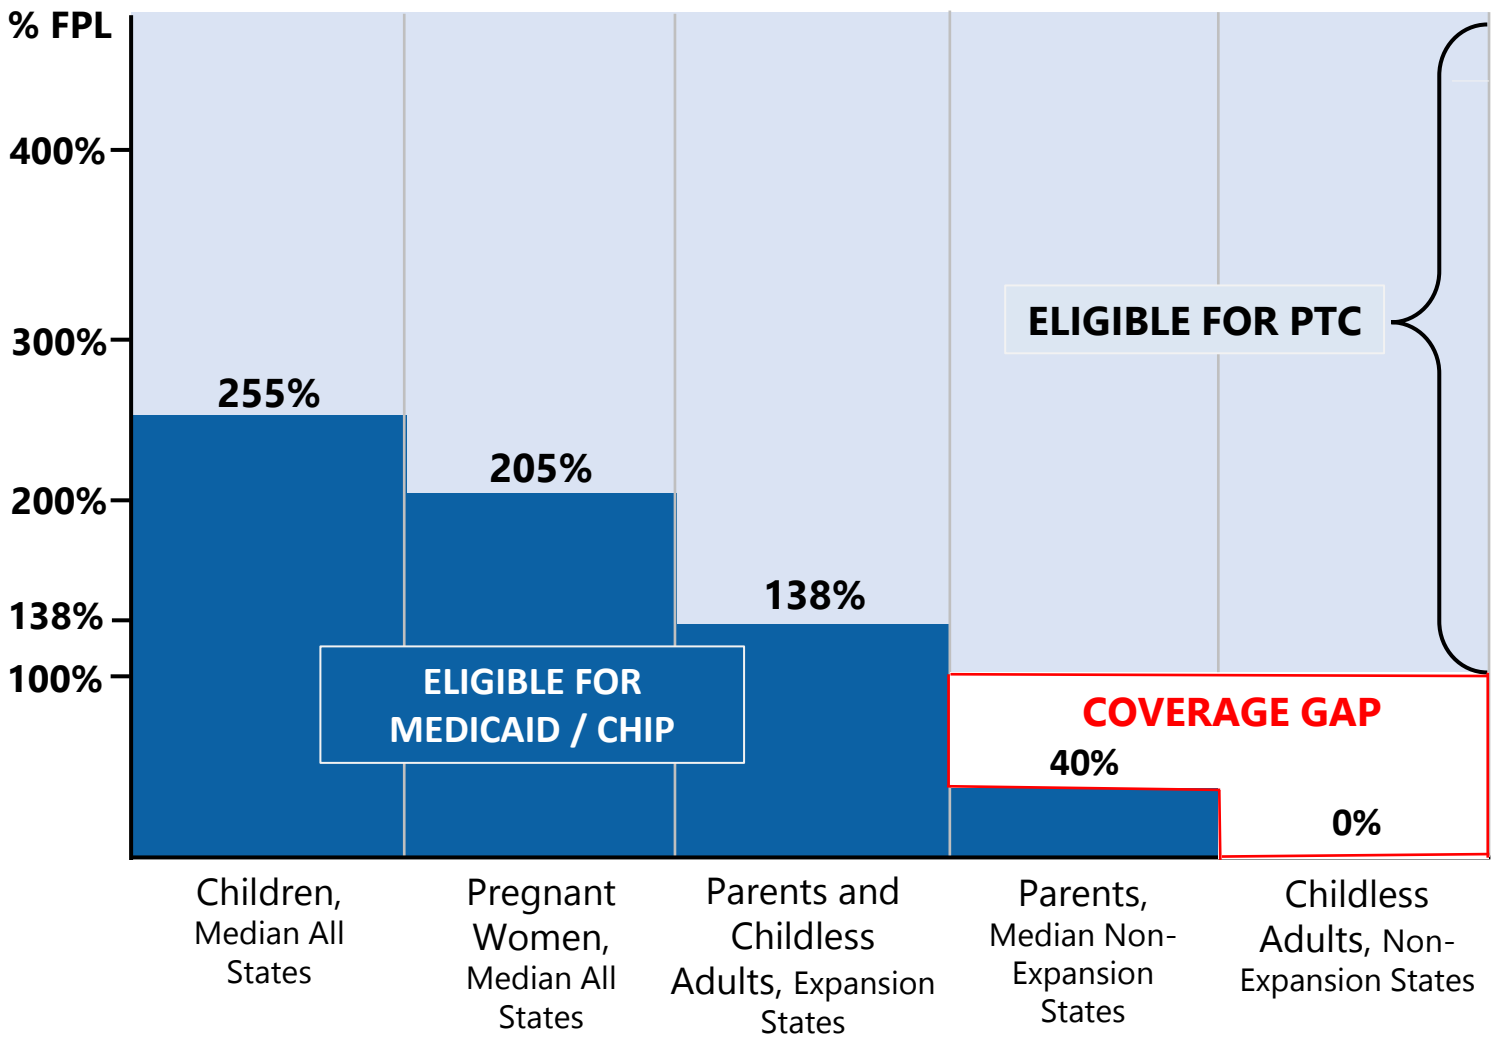 % FPL
400%
300%
200%
138%
100%
255%
205%
138%
ELIGIBLE FOR PTC
ELIGIBLE FOR
MEDICAID / CHIP
COVERAGE GAP
40%
0%
Children,
Median All
States
Pregnant
Women,
Median All
States
Parents and
Childless
Adults, Expansion
States
Parents,
Median Non-
Expansion
States
Childless
Adults, Non-
Expansion States